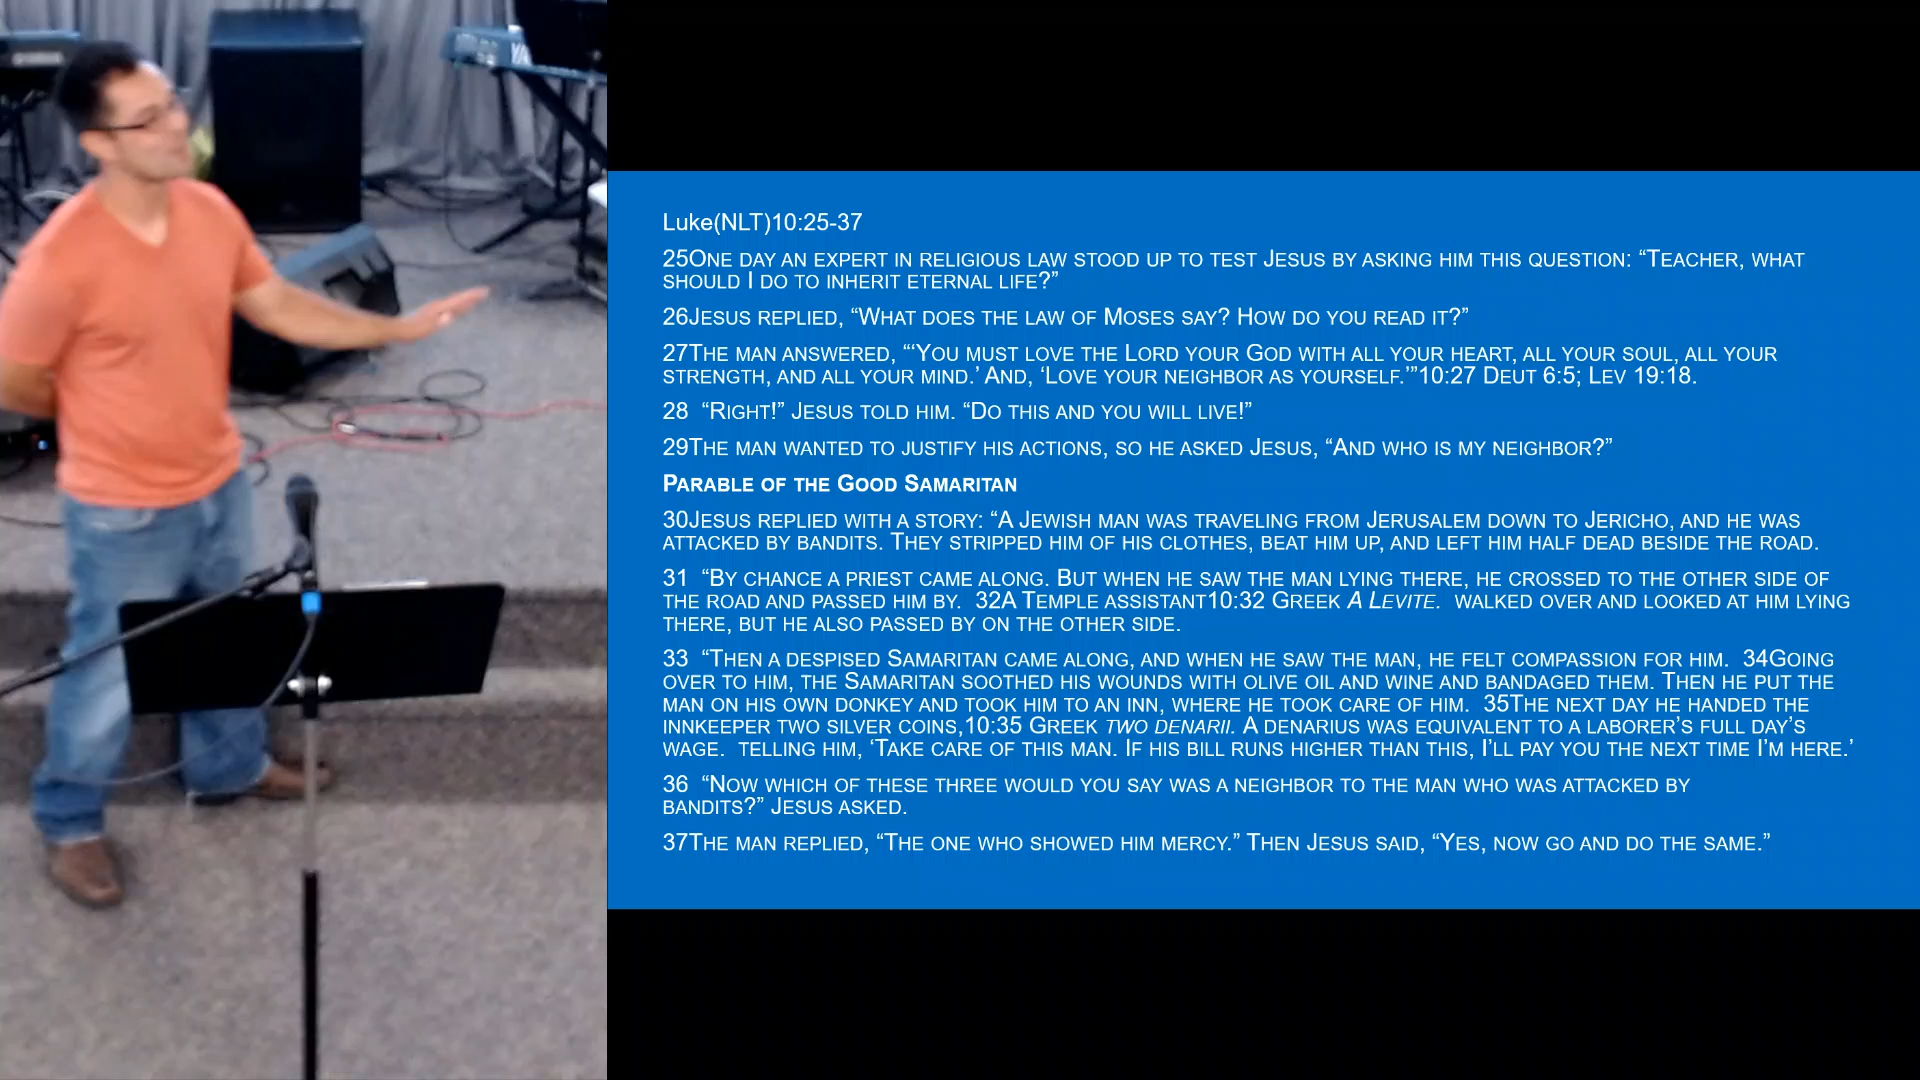 Luke(NLT)10:25-37
25One day an expert in religious law stood up to test Jesus by asking him this question: “Teacher, what
should I do to inherit eternal life?”
26Jesus replied, “What does the law of Moses say? How do you read it?”
27The man answered, “‘You must love the Lord your God with all your heart, all your soul, all your
strength, and all your mind.’ And, ‘Love your neighbor as yourself.’”10:27 Deut 6:5; Lev 19:18.
28  “Right!” Jesus told him. “Do this and you will live!”
29The man wanted to justify his actions, so he asked Jesus, “And who is my neighbor?”
Parable of the Good Samaritan
30Jesus replied with a story: “A Jewish man was traveling from Jerusalem down to Jericho, and he was
attacked by bandits. They stripped him of his clothes, beat him up, and left him half dead beside the road.
31  “By chance a priest came along. But when he saw the man lying there, he crossed to the other side of
the road and passed him by.  32A Temple assistant10:32 Greek A Levite.  walked over and looked at him lying
there, but he also passed by on the other side.
33  “Then a despised Samaritan came along, and when he saw the man, he felt compassion for him.  34Going
over to him, the Samaritan soothed his wounds with olive oil and wine and bandaged them. Then he put the
man on his own donkey and took him to an inn, where he took care of him.  35The next day he handed the
innkeeper two silver coins,10:35 Greek two denarii. A denarius was equivalent to a laborer’s full day’s
wage.  telling him, ‘Take care of this man. If his bill runs higher than this, I’ll pay you the next time I’m here.’
36  “Now which of these three would you say was a neighbor to the man who was attacked by
bandits?” Jesus asked.
37The man replied, “The one who showed him mercy.” Then Jesus said, “Yes, now go and do the same.”